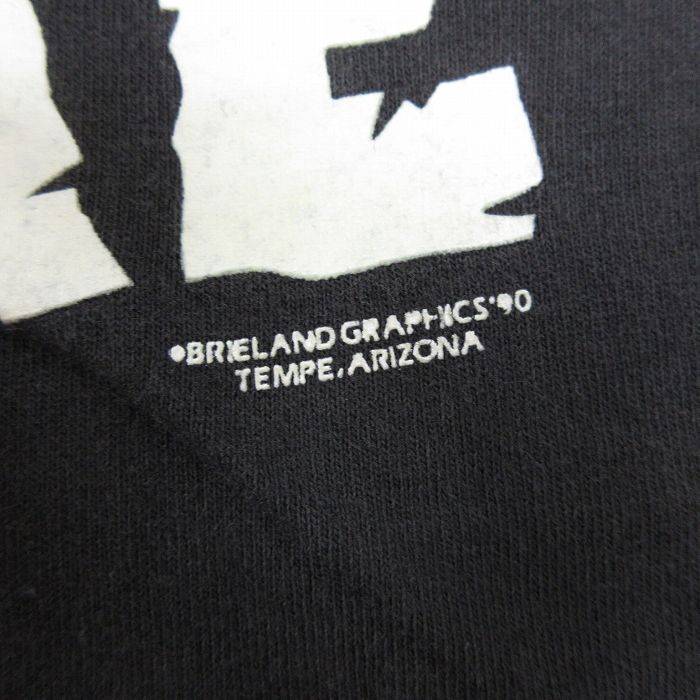 E
©BRIELAND GRAPHICS '90
TEMPE, ARIZONA